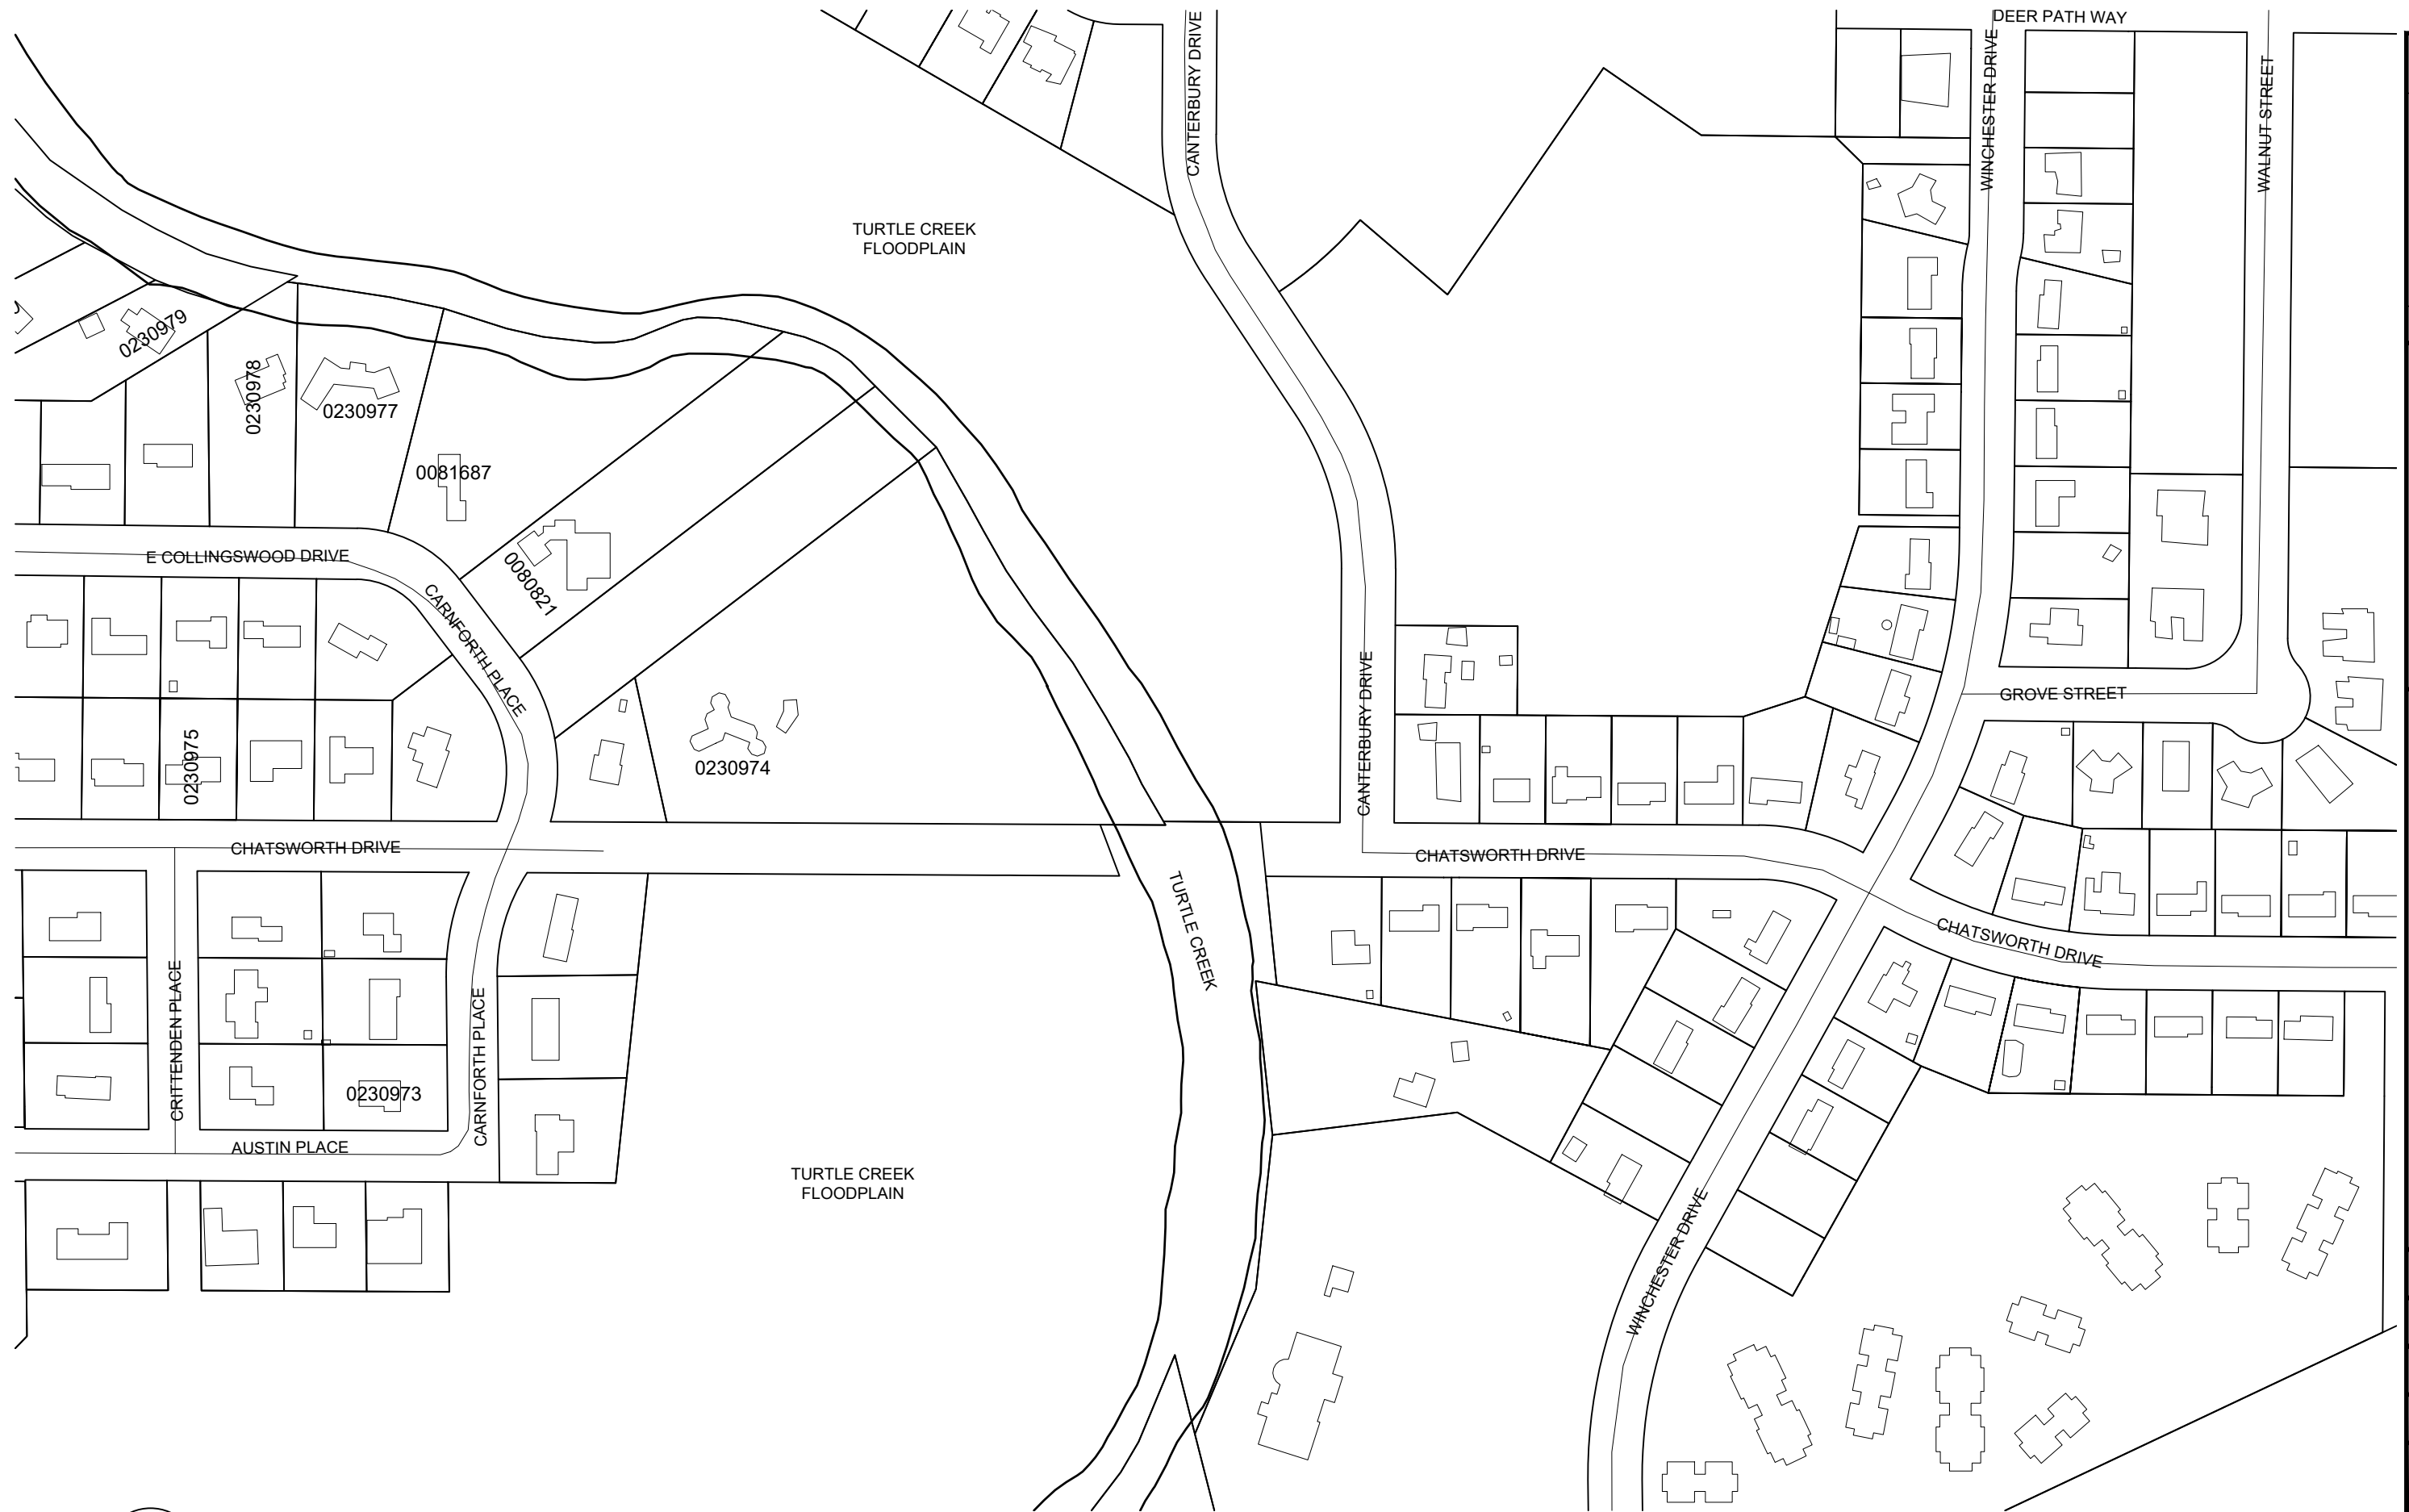 DEER PATH WAY
CANTERBURY DRIVE
WINCHESTER DRIVE
WALNUT STREET
TURTLE CREEK
FLOODPLAIN
0230979
0230978
0230977
0081687
0080821
E COLLINGSWOOD DRIVE
CARNFORTH PLACE
GROVE STREET
CANTERBURY DRIVE
0230975
0230974
CHATSWORTH DRIVE
CHATSWORTH DRIVE
TURTLE CREEK
CHATSWORTH DRIVE
CRITTENDEN PLACE
CARNFORTH PLACE
0230973
AUSTIN PLACE
TURTLE CREEK
FLOODPLAIN
WINCHESTER DRIVE